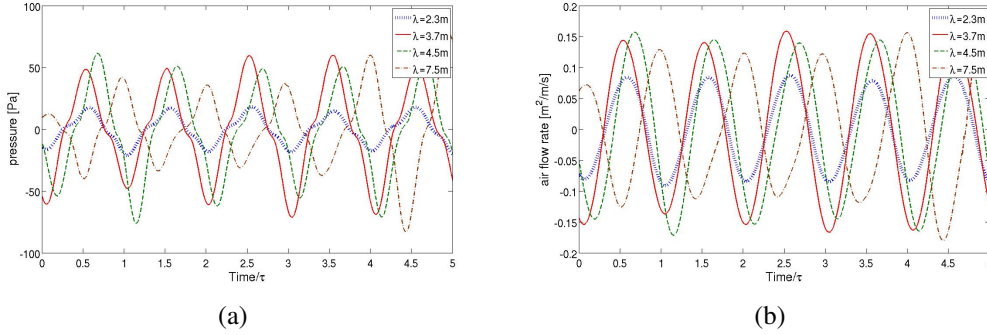 100
50
0
-50
-100
pressure [Pa]
0 0.5 1 1.5 2 2.5 3 3.5 4 4.5 5
Time/τ
λ=2.3m
λ=3.7m
λ=4.5m
λ=7.5m
(a)
0.2
0.15
0.1
0.05
0
-0.05
-0.1
-0.15
-0.2
air flow rate [m²/m/s]
0 0.5 1 1.5 2 2.5 3 3.5 4 4.5 5
Time/τ
λ=2.3m
λ=3.7m
λ=4.5m
λ=7.5m
(b)